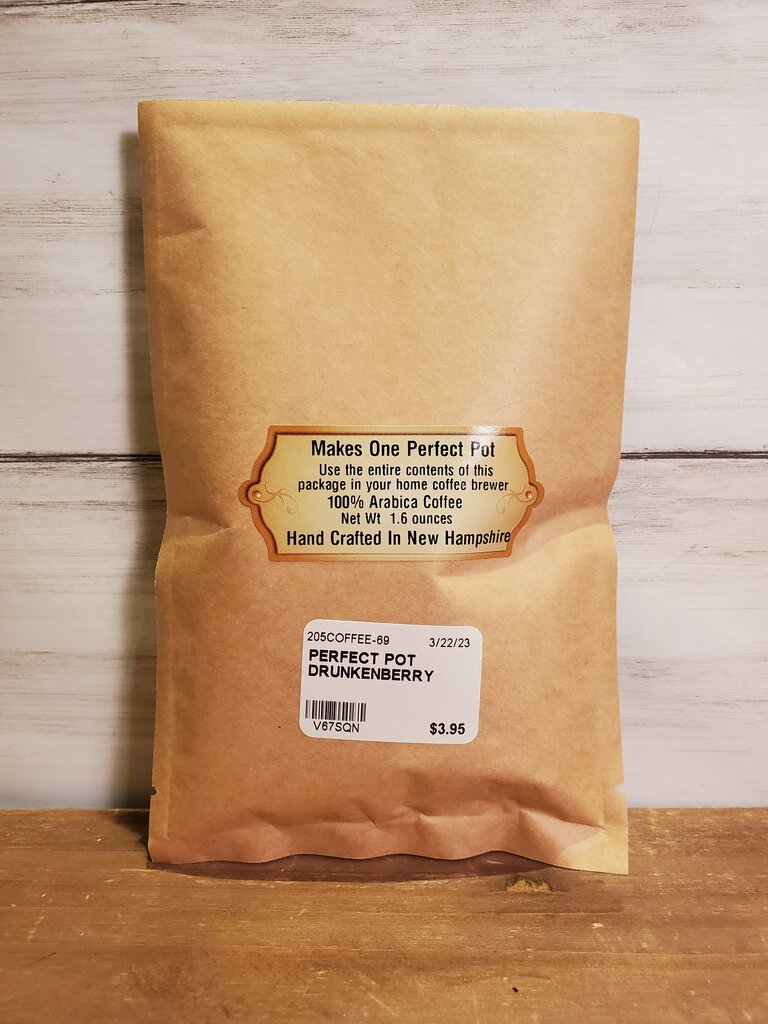 Makes One Perfect Pot
Use the entire contents of this
package in your home coffee brewer
100% Arabica Coffee
Net Wt 1.6 ounces
Hand Crafted In New Hampshire
205COFFEE-69 3/22/23
PERFECT POT
DRUNKENBERRY
V67SQN $3.95